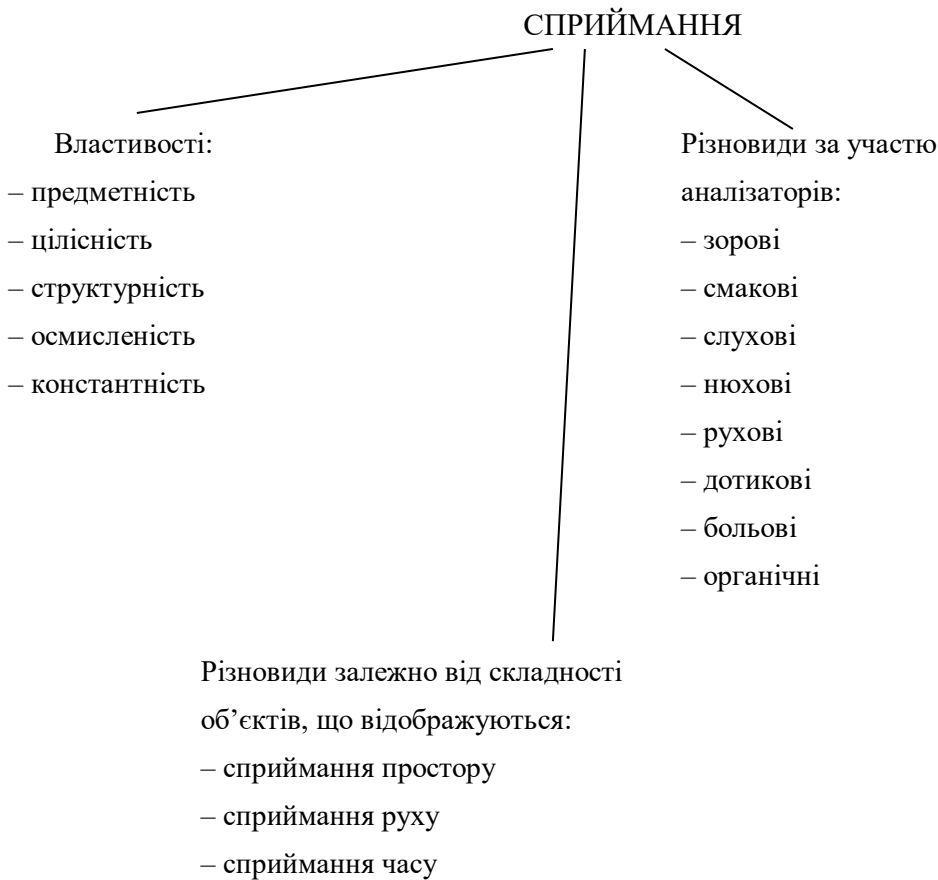 СПРИЙМАННЯ
Властивості:
– предметність
– цілісність
– структурність
– осмисленість
– константність
Різновиди за участю
аналізаторів:
– зорові
– смакові
– слухові
– нюхові
– рухові
– дотикові
– больові
– органічні
Різновиди залежно від складності
об’єктів, що відображуються:
– сприймання простору
– сприймання руху
– сприймання часу